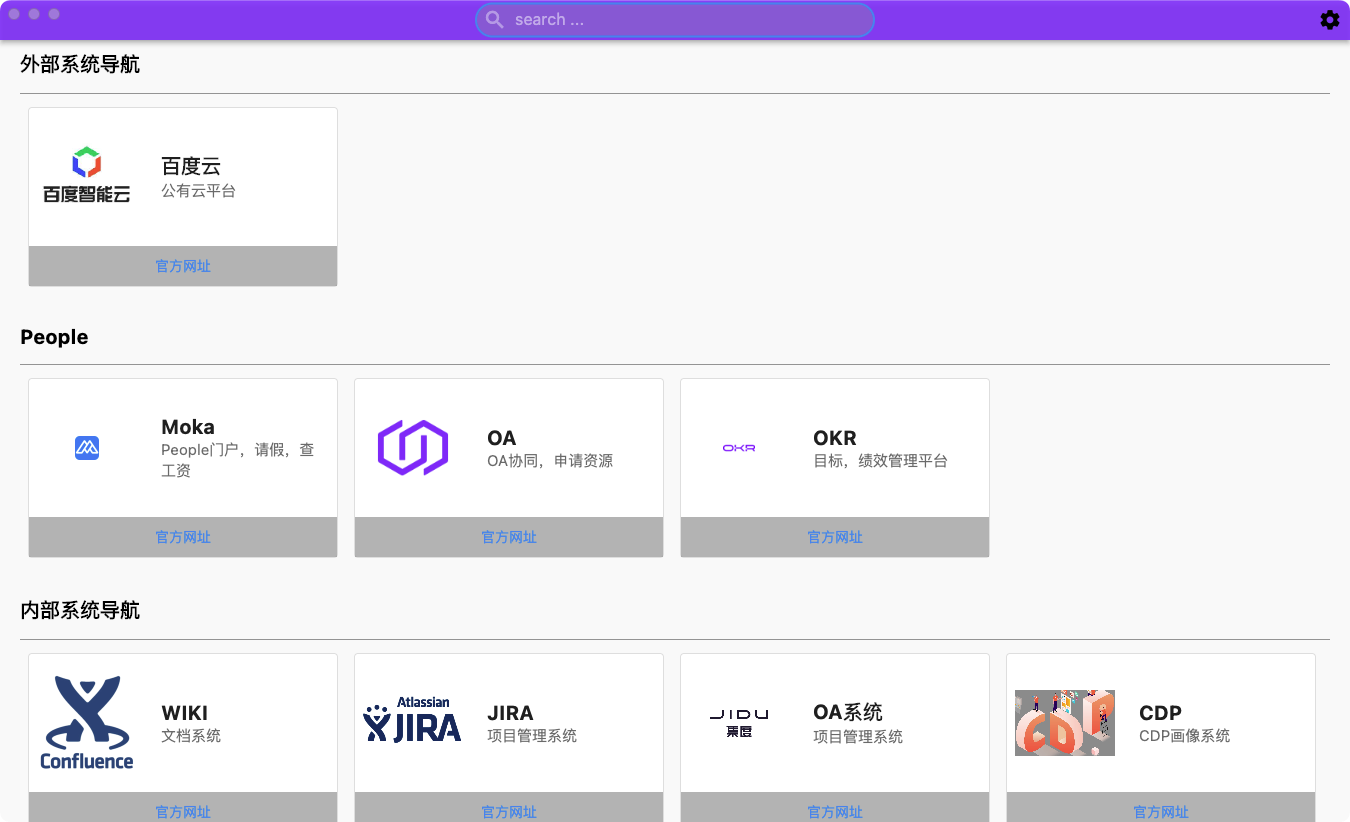 search ...
外部系统导航
百度智能云
百度云
公有云平台
官方网址
People
Moka
People门户，请假，查
工资
官方网址
OA
OA协同，申请资源
官方网址
OKR
OKR
目标，绩效管理平台
官方网址
内部系统导航
Confluence
WIKI
文档系统
官方网址
Atlassian
JIRA
JIRA
项目管理系统
官方网址
JIDU
集度
OA系统
项目管理系统
官方网址
CDP
CDP
CDP画像系统
官方网址